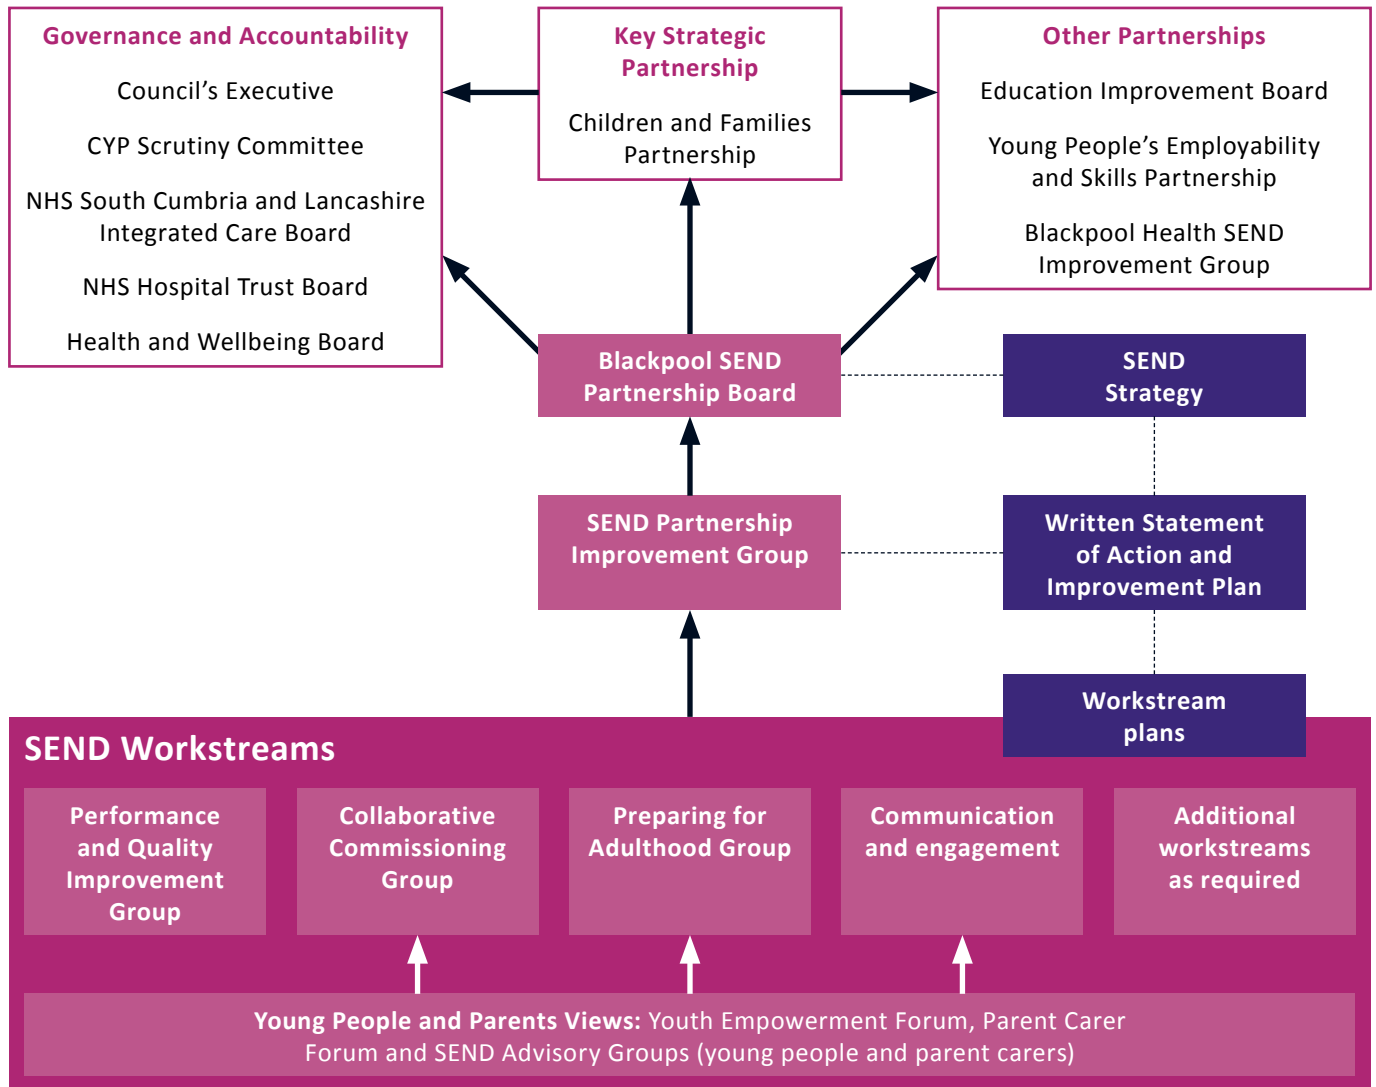 Governance and Accountability
Council’s Executive
CYP Scrutiny Committee
NHS South Cumbria and Lancashire
Integrated Care Board
NHS Hospital Trust Board
Health and Wellbeing Board
Key Strategic
Partnership
Children and Families
Partnership
Other Partnerships
Education Improvement Board
Young People’s Employability
and Skills Partnership
Blackpool Health SEND
Improvement Group
Blackpool SEND
Partnership Board
SEND
Strategy
SEND Partnership
Improvement Group
Written Statement
of Action and
Improvement Plan
Workstream
plans
SEND Workstreams
Performance
and Quality
Improvement
Group
Collaborative
Commissioning
Group
Preparing for
Adulthood Group
Communication
and engagement
Additional
workstreams
as required
Young People and Parents Views: Youth Empowerment Forum, Parent Carer
Forum and SEND Advisory Groups (young people and parent carers)